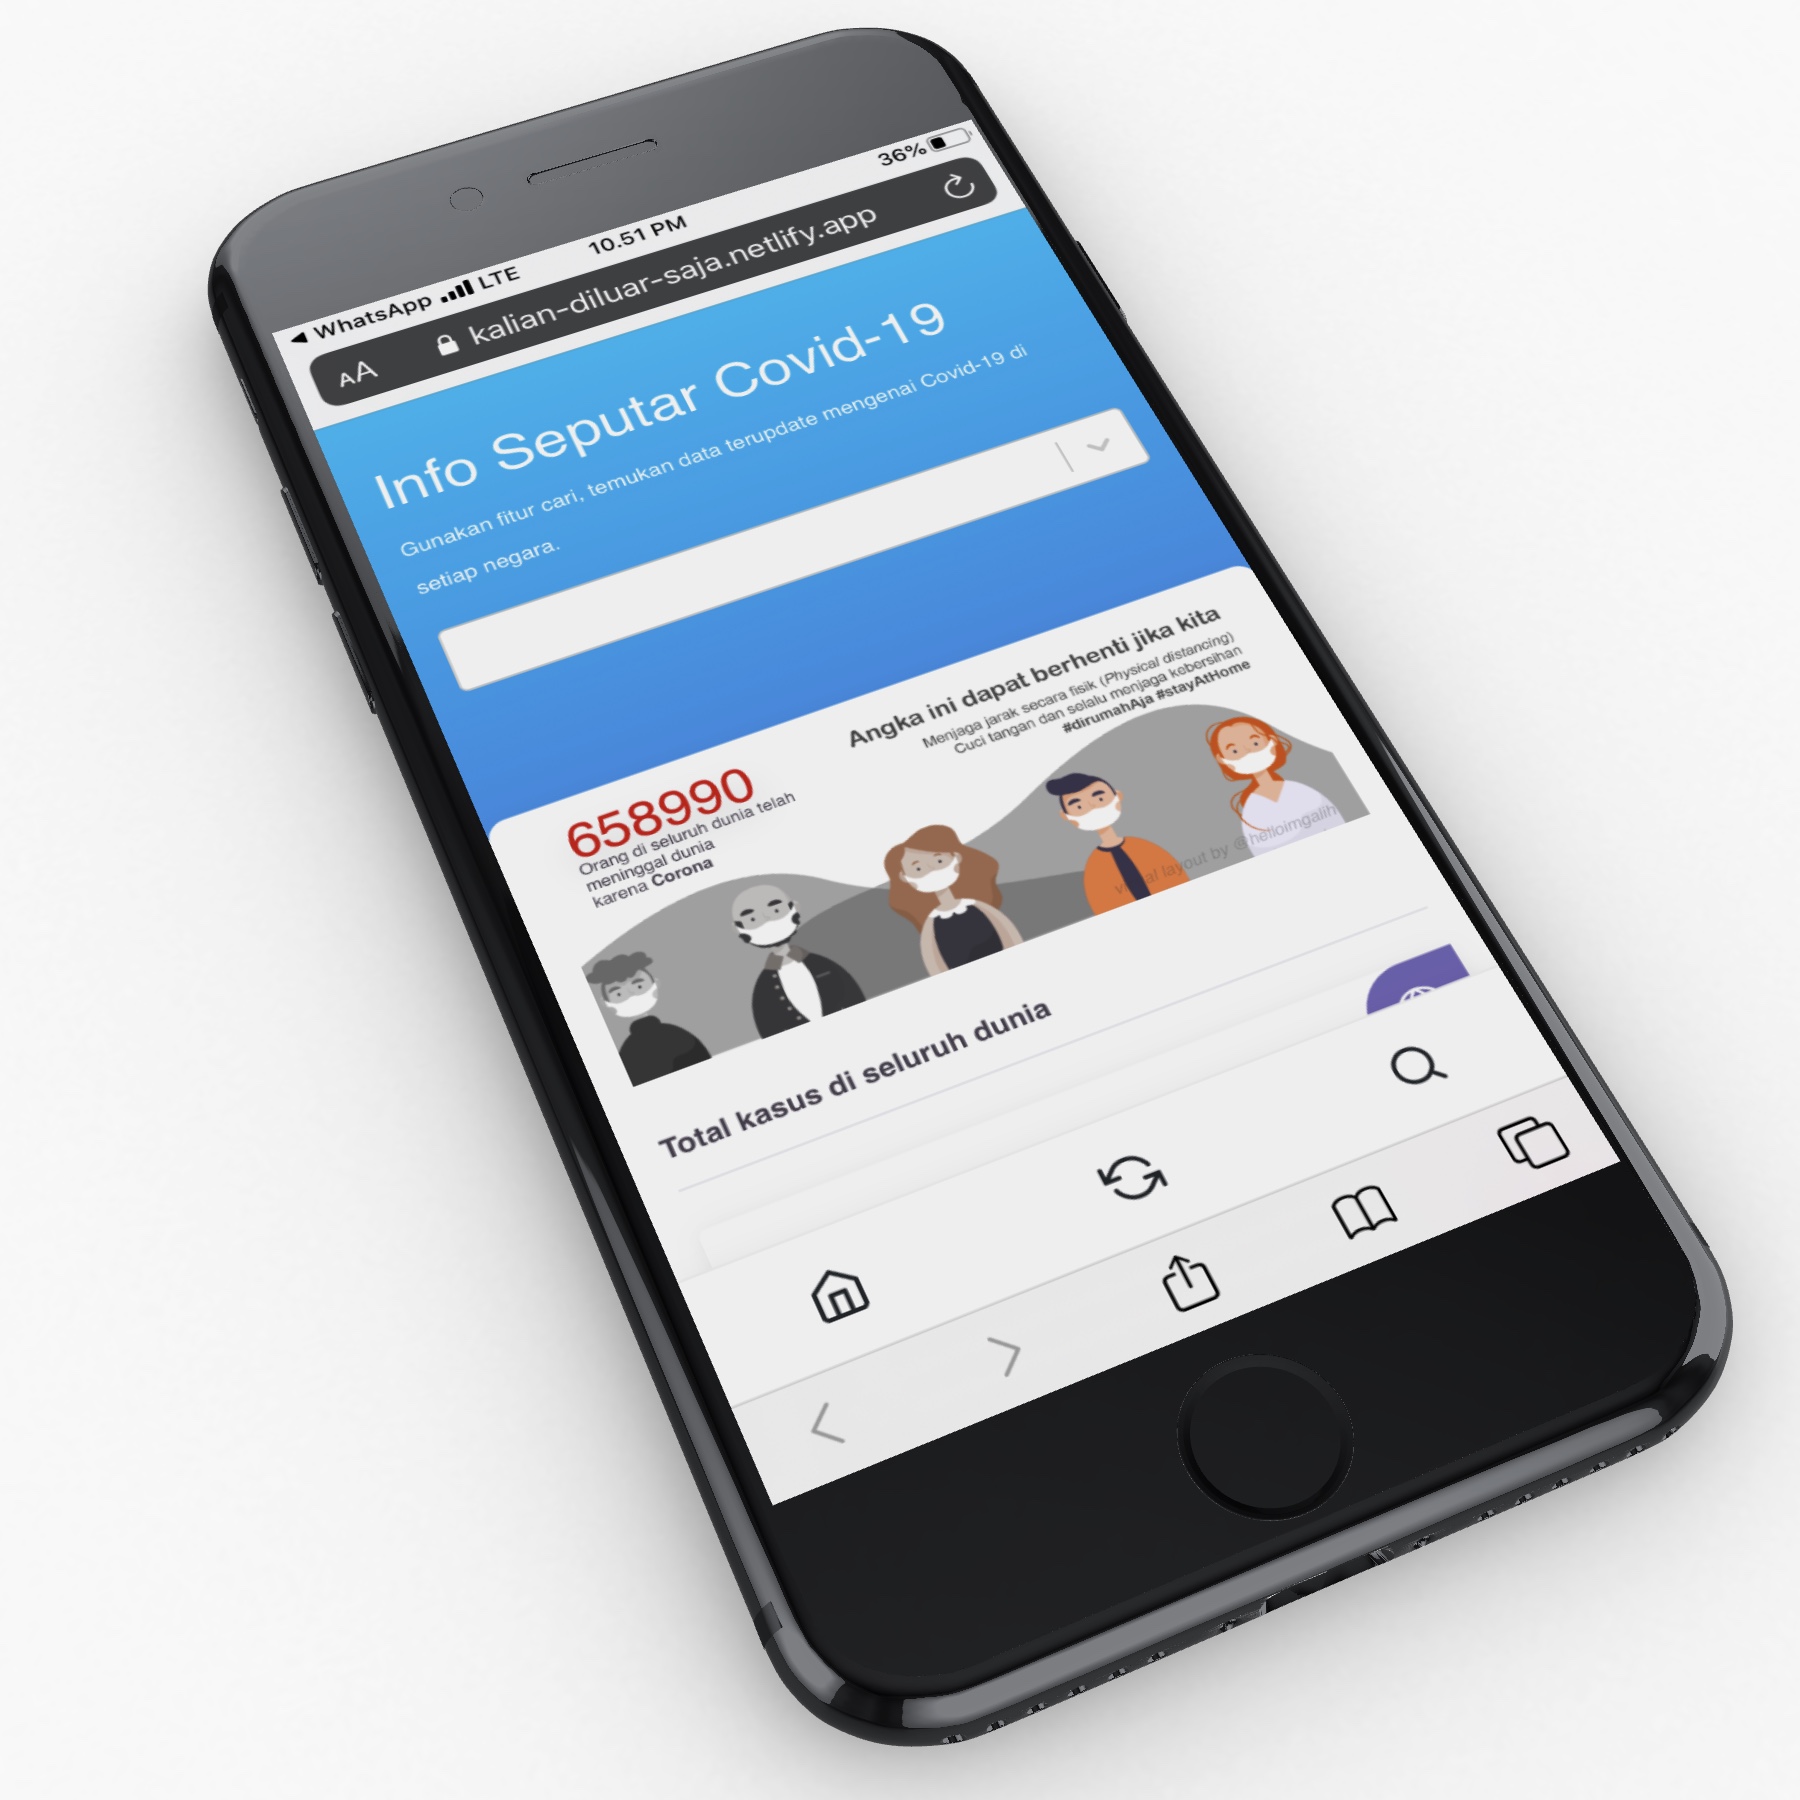 ◀ WhatsApp LTE 10.51 PM 36%
AA kalian-diluar-saja.netlify.app
Info Seputar Covid-19
Gunakan fitur cari, temukan data terupdate mengenai Covid-19 di
setiap negara.
Angka ini dapat berhenti jika kita
Menjaga jarak secara fisik (Physical distancing)
Cuci tangan dan selalu menjaga kebersihan
#dirumahAja #stayAtHome
658990
Orang di seluruh dunia telah
meninggal dunia
karena Corona
layout by @helloimgalih
Total kasus di seluruh dunia